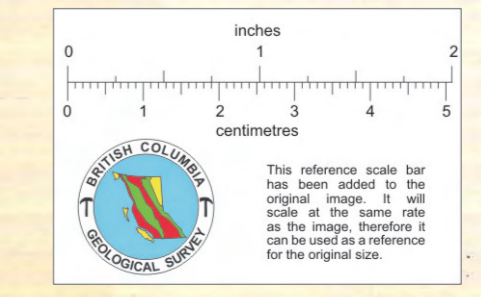 inches
0 1 2
0 1 2 3 4 5
centimetres
BRITISH COLUMBIA
GEOLOGICAL SURVEY
This reference scale bar
has been added to the
original image. It will
scale at the same rate
as the image, therefore it
can be used as a reference
for the original size.